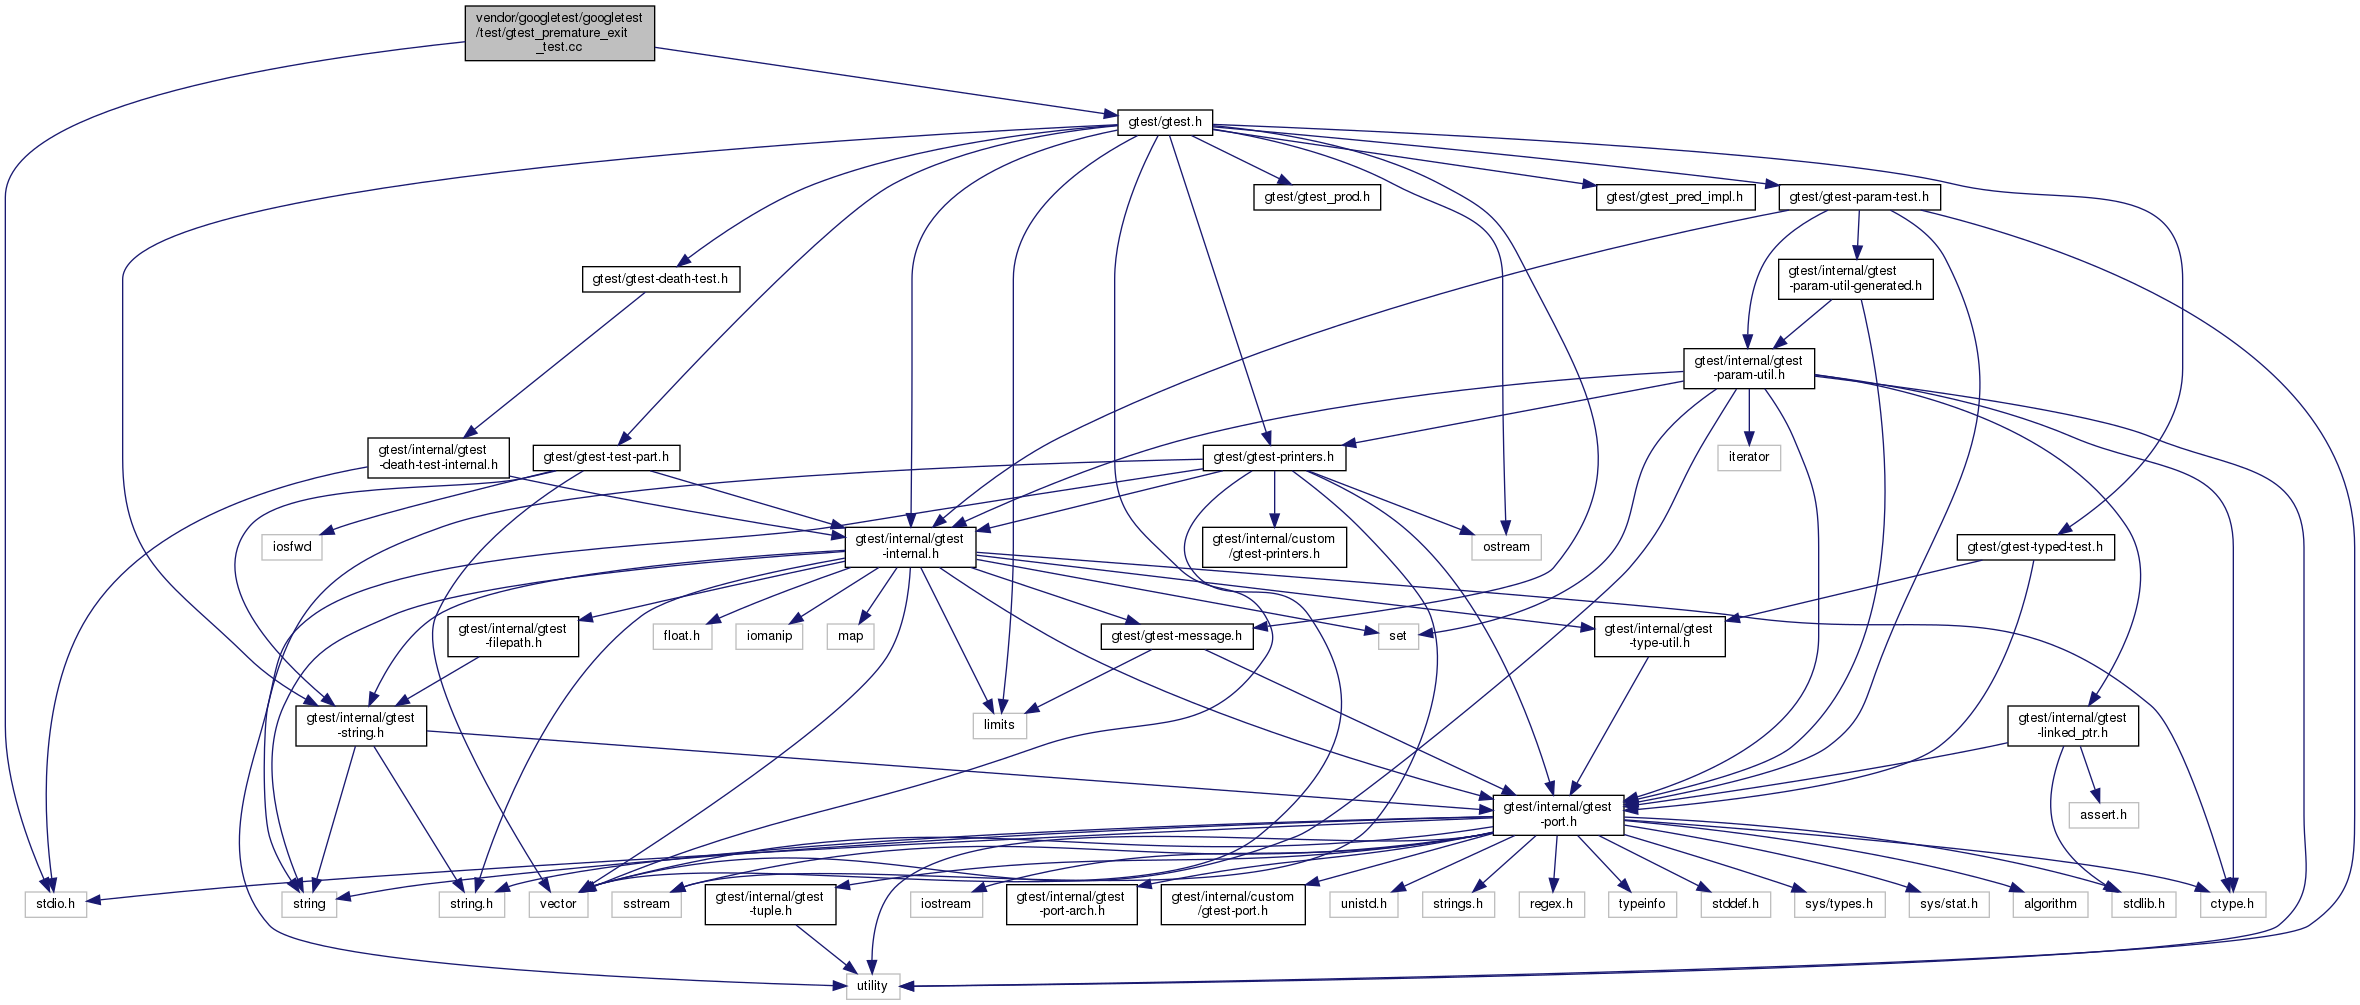 vendor/googletest/googletest
/test/gtest_premature_exit
_test.cc
gtest/gtest.h
gtest/gtest_prod.h
gtest/gtest_pred_impl.h
gtest/gtest-param-test.h
gtest/gtest-death-test.h
gtest/internal/gtest
-param-util-generated.h
gtest/internal/gtest
-param-util.h
gtest/internal/gtest
-death-test-internal.h
gtest/gtest-test-part.h
gtest/gtest-printers.h
iterator
iosfwd
gtest/internal/gtest
-internal.h
gtest/internal/custom
/gtest-printers.h
ostream
gtest/gtest-typed-test.h
gtest/internal/gtest
-filepath.h
float.h
iomanip
map
gtest/gtest-message.h
set
gtest/internal/gtest
-type-util.h
gtest/internal/gtest
-string.h
limits
gtest/internal/gtest
-linked_ptr.h
gtest/internal/gtest
-port.h
assert.h
stdio.h
string
string.h
vector
sstream
gtest/internal/gtest
-tuple.h
iostream
gtest/internal/gtest
-port-arch.h
gtest/internal/custom
/gtest-port.h
unistd.h
strings.h
regex.h
typeinfo
stddef.h
sys/types.h
sys/stat.h
algorithm
stdlib.h
ctype.h
utility